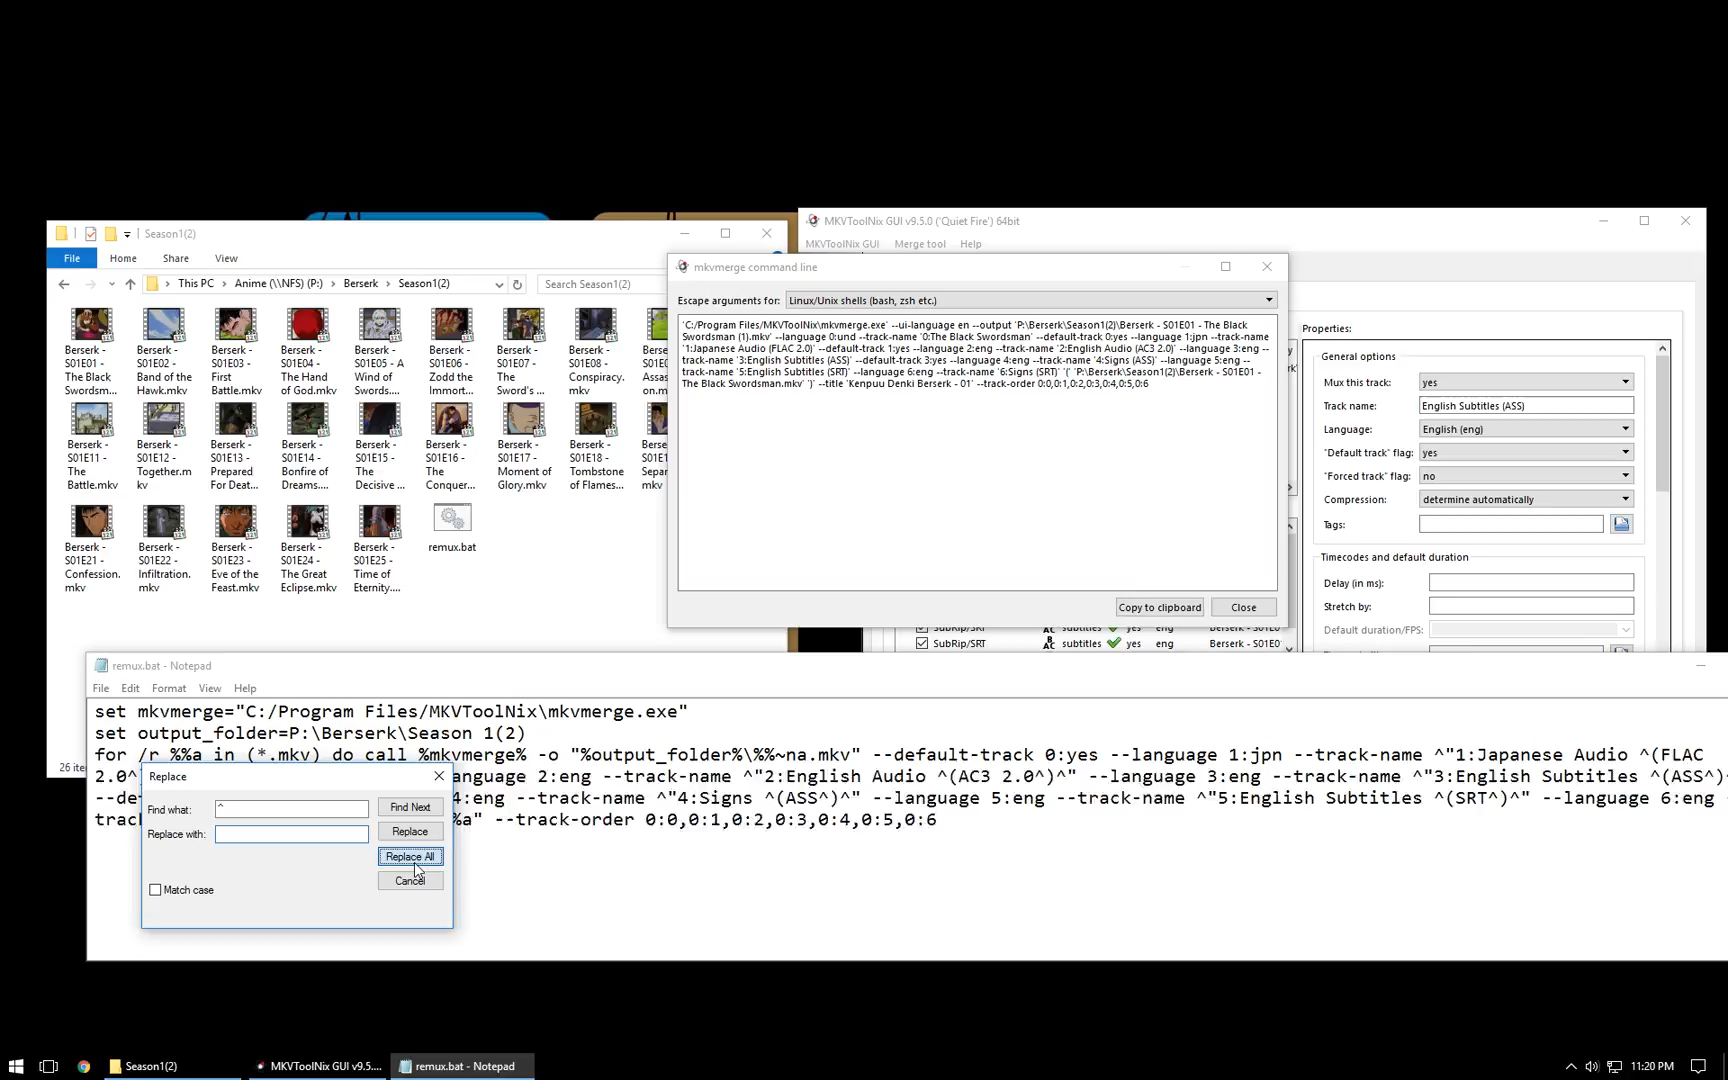 Season1(2)
File
Home
Share
View
This PC
Anime (\\NFS) (P:)
Berserk
Season1(2)
Search Season1(2)
Berserk - S01E01 - The Black Swordsm...
Berserk - S01E02 - Band of the Hawk.mkv
Berserk - S01E03 - First Battle.mkv
Berserk - S01E04 - The Hand of God.mkv
Berserk - S01E05 - A Wind of Swords....
Berserk - S01E06 - Zodd the Immort...
Berserk - S01E07 - The Sword's ...
Berserk - S01E08 - Conspiracy.mkv
Berserk - S01E11 - The Battle.mkv
Berserk - S01E12 - Together.mkv
Berserk - S01E13 - Prepared For Deat...
Berserk - S01E14 - Bonfire of Dreams....
Berserk - S01E15 - The Decisive ...
Berserk - S01E16 - The Conquer...
Berserk - S01E17 - Moment of Glory.mkv
Berserk - S01E18 - Tombstone of Flames...
Berserk - S01E21 - Confession.mkv
Berserk - S01E22 - Infiltration.mkv
Berserk - S01E23 - Eve of the Feast.mkv
Berserk - S01E24 - The Great Eclipse.mkv
Berserk - S01E25 - Time of Eternity....
remux.bat
26 iten
MKVToolNix GUI v9.5.0 ('Quiet Fire') 64bit
MKVToolNix GUI
Merge tool
Help
mkvmerge command line
Escape arguments for:
Linux/Unix shells (bash, zsh etc.)
'C:/Program Files/MKVToolNix\mkvmerge.exe' --ui-language en --output 'P:\Berserk\Season1(2)\Berserk - S01E01 - The Black
Swordsman (1).mkv' --language 0:und --track-name '0:The Black Swordsman' --default-track 0:yes --language 1:jpn --track-name
'1:Japanese Audio (FLAC 2.0)' --default-track 1:yes --language 2:eng --track-name '2:English Audio (AC3 2.0)' --language 3:eng --
track-name '3:English Subtitles (ASS)' --default-track 3:yes --language 4:eng --track-name '4:Signs (ASS)' --language 5:eng --
track-name '5:English Subtitles (SRT)' --language 6:eng --track-name '6:Signs (SRT)' '(' 'P:\Berserk\Season1(2)\Berserk - S01E01 -
The Black Swordsman.mkv' ')' --title 'Kenpuu Denki Berserk - 01' --track-order 0:0,0:1,0:2,0:3,0:4,0:5,0:6
Copy to clipboard
Close
Properties:
General options
Mux this track:
yes
Track name:
English Subtitles (ASS)
Language:
English (eng)
"Default track" flag:
yes
"Forced track" flag:
no
Compression:
determine automatically
Tags:
Timecodes and default duration
Delay (in ms):
Stretch by:
Default duration/FPS:
SubRip/SRT subtitles yes eng Berserk - S01E0
SubRip/SRT subtitles yes eng Berserk - S01E0
remux.bat - Notepad
File
Edit
Format
View
Help
set mkvmerge="C:/Program Files/MKVToolNix\mkvmerge.exe"
set output_folder=P:\Berserk\Season 1(2)
for /r %%a in (*.mkv) do call %mkvmerge% -o "%output_folder%\%%~na.mkv" --default-track 0:yes --language 1:jpn --track-name ^"1:Japanese Audio ^(FLAC
2.0^ language 2:eng --track-name ^"2:English Audio ^(AC3 2.0^)^" --language 3:eng --track-name ^"3:English Subtitles ^(ASS^)^
--de 4:eng --track-name ^"4:Signs ^(ASS^)^" --language 5:eng --track-name ^"5:English Subtitles ^(SRT^)^" --language 6:eng -
track %a" --track-order 0:0,0:1,0:2,0:3,0:4,0:5,0:6
Replace
Find what:
^
Find Next
Replace with:
Replace
Replace All
Cancel
Match case
Season1(2)
MKVToolNix GUI v9.5....
remux.bat - Notepad
11:20 PM